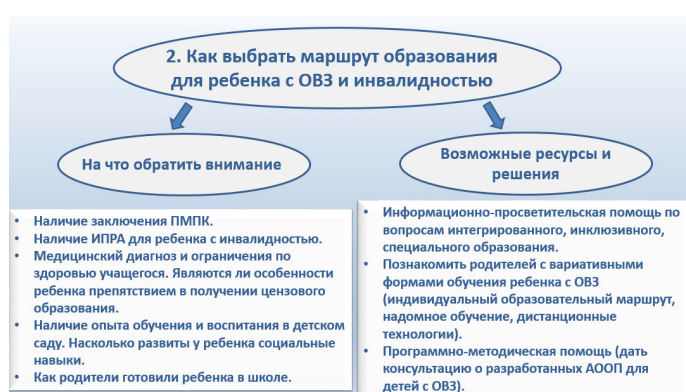 2. Как выбрать маршрут образования
для ребенка с ОВЗ и инвалидностью
На что обратить внимание
Возможные ресурсы и
решения
• Наличие заключения ПМПК.
• Наличие ИПРА для ребенка с инвалидностью.
• Медицинский диагноз и ограничения по
здоровью учащегося. Являются ли особенности
ребенка препятствием в получении цензового
образования.
• Наличие опыта обучения и воспитания в детском
саду. Насколько развиты у ребенка социальные
навыки.
• Как родители готовили ребенка в школе.
• Информационно-просветительская помощь по
вопросам интегрированного, инклюзивного,
специального образования.
• Познакомить родителей с вариативными
формами обучения ребенка с ОВЗ
(индивидуальный образовательный маршрут,
надомное обучение, дистанционные
технологии).
• Программно-методическая помощь (дать
консультацию о разработанных АООП для
детей с ОВЗ).